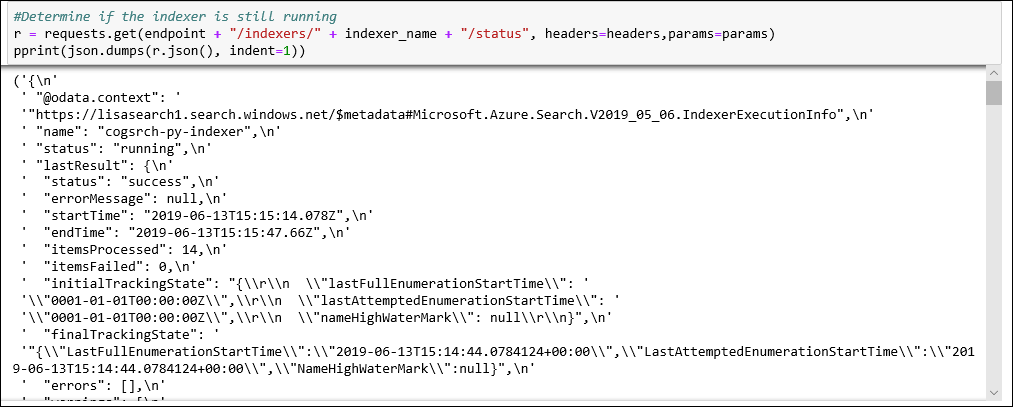 #Determine if the indexer is still running
r = requests.get(endpoint + "/indexers/" + indexer_name + "/status", headers=headers,params=params)
pprint(json.dumps(r.json(), indent=1))
('{\n'
' "@odata.context": '
'"https://lisasearch1.search.windows.net/$metadata#Microsoft.Azure.Search.V2019_05_06.IndexerExecutionInfo",\n'
' "name": "cogsrch-py-indexer",\n'
' "status": "running",\n'
' "lastResult": {\n'
'  "status": "success",\n'
'  "errorMessage": null,\n'
'  "startTime": "2019-06-13T15:15:14.078Z",\n'
'  "endTime": "2019-06-13T15:15:47.66Z",\n'
'  "itemsProcessed": 14,\n'
'  "itemsFailed": 0,\n'
'  "initialTrackingState": "{\\r\\n  \\"lastFullEnumerationStartTime\\": '
'\\"0001-01-01T00:00:00Z\\",\\r\\n  \\"lastAttemptedEnumerationStartTime\\": '
'\\"0001-01-01T00:00:00Z\\",\\r\\n  \\"nameHighWaterMark\\": null\\r\\n}",\n'
'  "finalTrackingState": '
'"{\\"LastFullEnumerationStartTime\\":\\"2019-06-13T15:14:44.0784124+00:00\\",\\"LastAttemptedEnumerationStartTime\\":\\"201
9-06-13T15:14:44.0784124+00:00\\",\\"NameHighWaterMark\\":null}",\n'
'  "errors": [],\n'